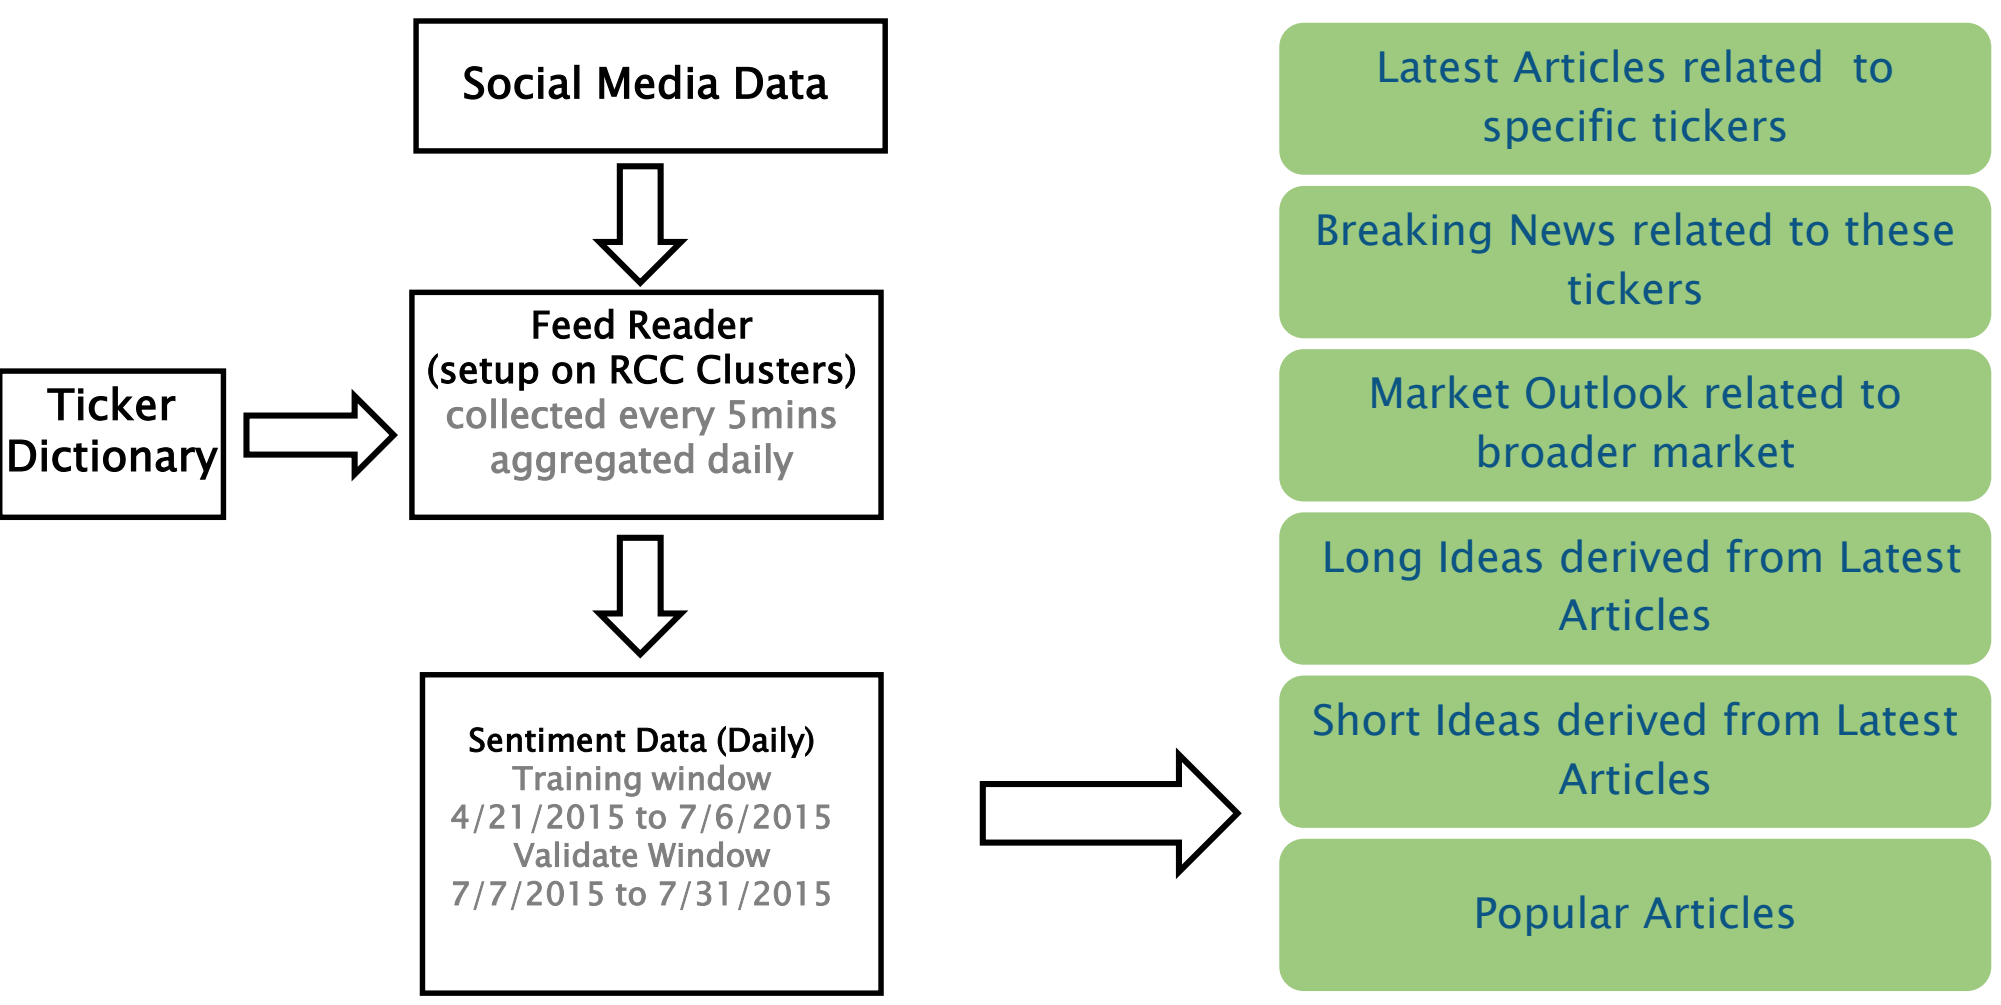 Social Media Data
Feed Reader
(setup on RCC Clusters)
collected every 5mins
aggregated daily
Ticker
Dictionary
Sentiment Data (Daily)
Training window
4/21/2015 to 7/6/2015
Validate Window
7/7/2015 to 7/31/2015
Latest Articles related to
specific tickers
Breaking News related to these
tickers
Market Outlook related to
broader market
Long Ideas derived from Latest
Articles
Short Ideas derived from Latest
Articles
Popular Articles